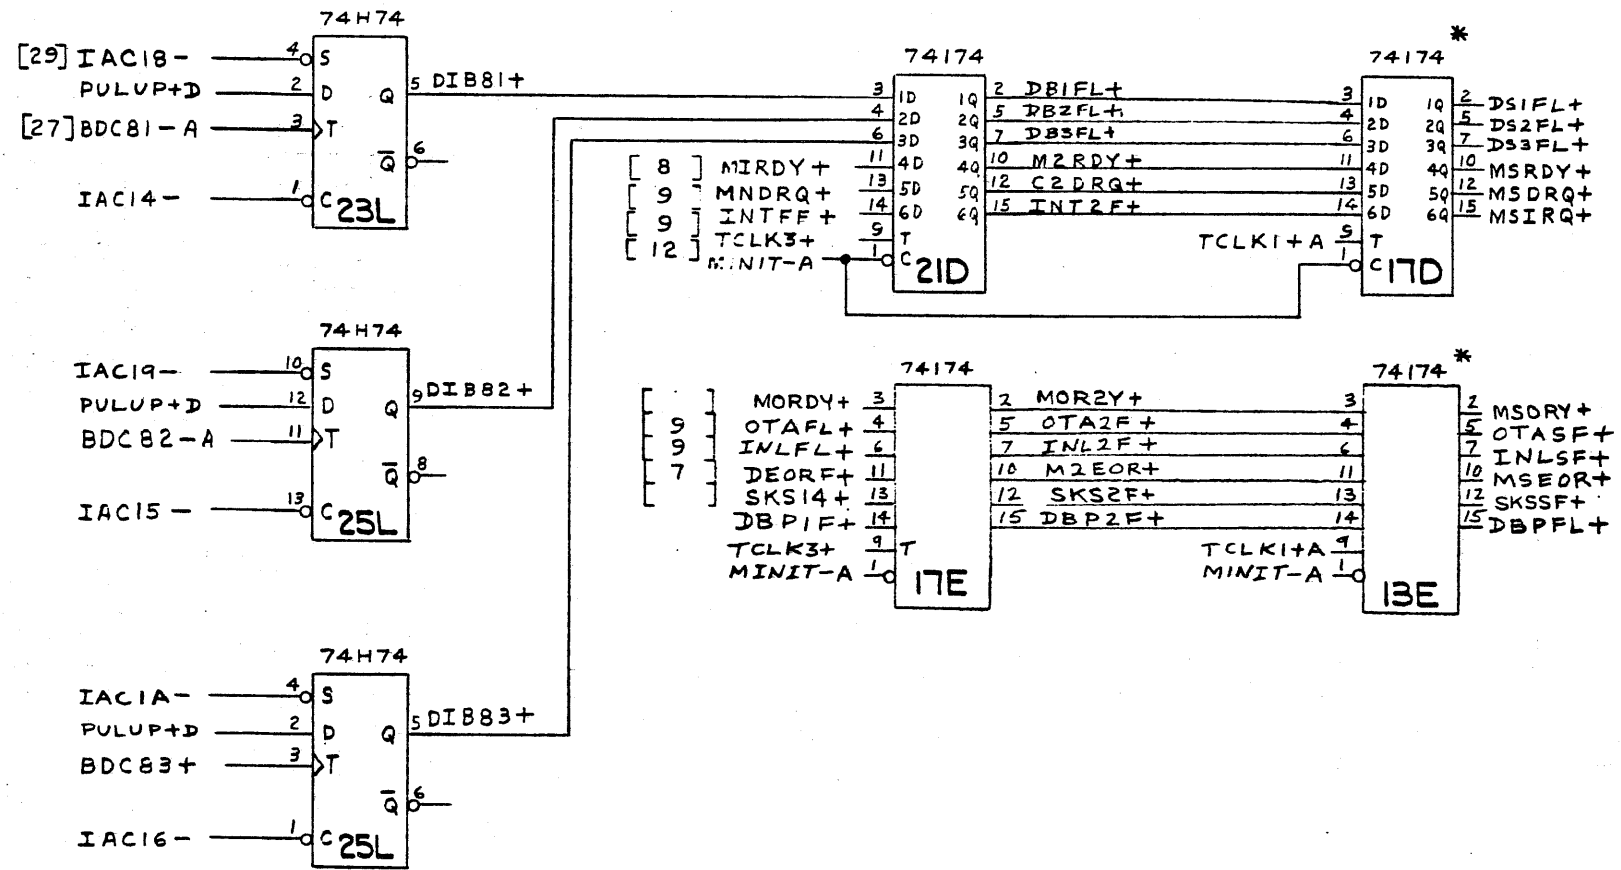 74H74
[29] IAC18- 4 S
PULUP+D 2 D Q 5 DIB81+
[27] BDC81-A 3 T
Q 6
IAC14- 1 C 23L
74H74
IAC19- 10 S
PULUP+D 12 D Q 9 DIB82+
BDC82-A 11 T
Q 8
IAC15- 13 C 25L
74H74
IAC1A- 4 S
PULUP+D 2 D Q 5 DIB83+
BDC83+ 3 T
Q 6
IAC16- 1 C 25L
74174
3 1D 1Q 2 DB1FL+
4 2D 2Q 5 DB2FL+
6 3D 3Q 7 DB3FL+
[ 8 ] MIRDY+ 11 4D 4Q 10 M2RDY+
[ 9 ] MNDRQ+ 13 5D 5Q 12 C2DRQ+
[ 9 ] INTFF+ 14 6D 6Q 15 INT2F+
[ 12 ] TCLK3+ 9 T
MINIT-A 1 C 21D
74174 *
3 1D 1Q 2 DS1FL+
4 2D 2Q 5 DS2FL+
6 3D 3Q 7 DS3FL+
11 4D 4Q 10 MSRDY+
13 5D 5Q 12 MSDRQ+
14 6D 6Q 15 MSIRQ+
TCLK1+A 9 T
1 C 17D
74174
[ ] MORDY+ 3 2 MOR2Y+
[ 9 ] OTAFL+ 4 5 OTA2F+
[ 9 ] INLFL+ 6 7 INL2F+
[ 7 ] DEORF+ 11 10 M2EOR+
[ ] SKS14+ 13 12 SKS2F+
DBP1F+ 14 15 DBP2F+
TCLK3+ 9 T
MINIT-A 1 17E
74174 *
3 2 MSORY+
4 5 OTASF+
6 7 INLSF+
11 10 MSEOR+
13 12 SKSSF+
14 15 DBPFL+
TCLK1+A 9
MINIT-A 1 13E